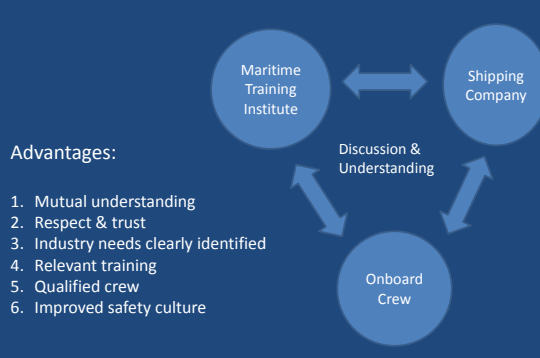 Maritime
Training
Institute
Shipping
Company
Discussion &
Understanding
Advantages:
1. Mutual understanding
2. Respect & trust
3. Industry needs clearly identified
4. Relevant training
5. Qualified crew
6. Improved safety culture
Onboard
Crew